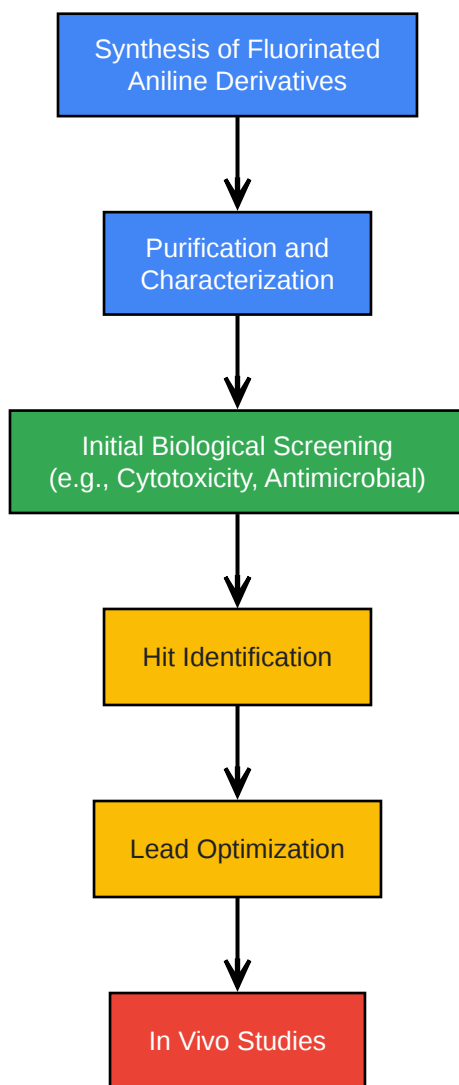 Synthesis of Fluorinated
Aniline Derivatives
Purification and
Characterization
Initial Biological Screening
(e.g., Cytotoxicity, Antimicrobial)
Hit Identification
Lead Optimization
In Vivo Studies